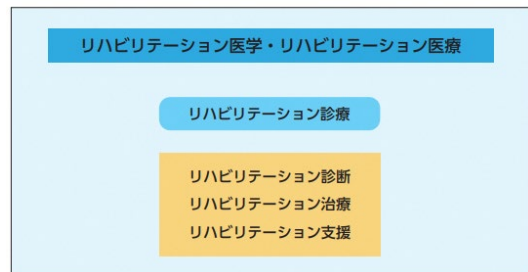 リハビリテーション医学・リハビリテーション医療
リハビリテーション診療
リハビリテーション診断
リハビリテーション治療
リハビリテーション支援